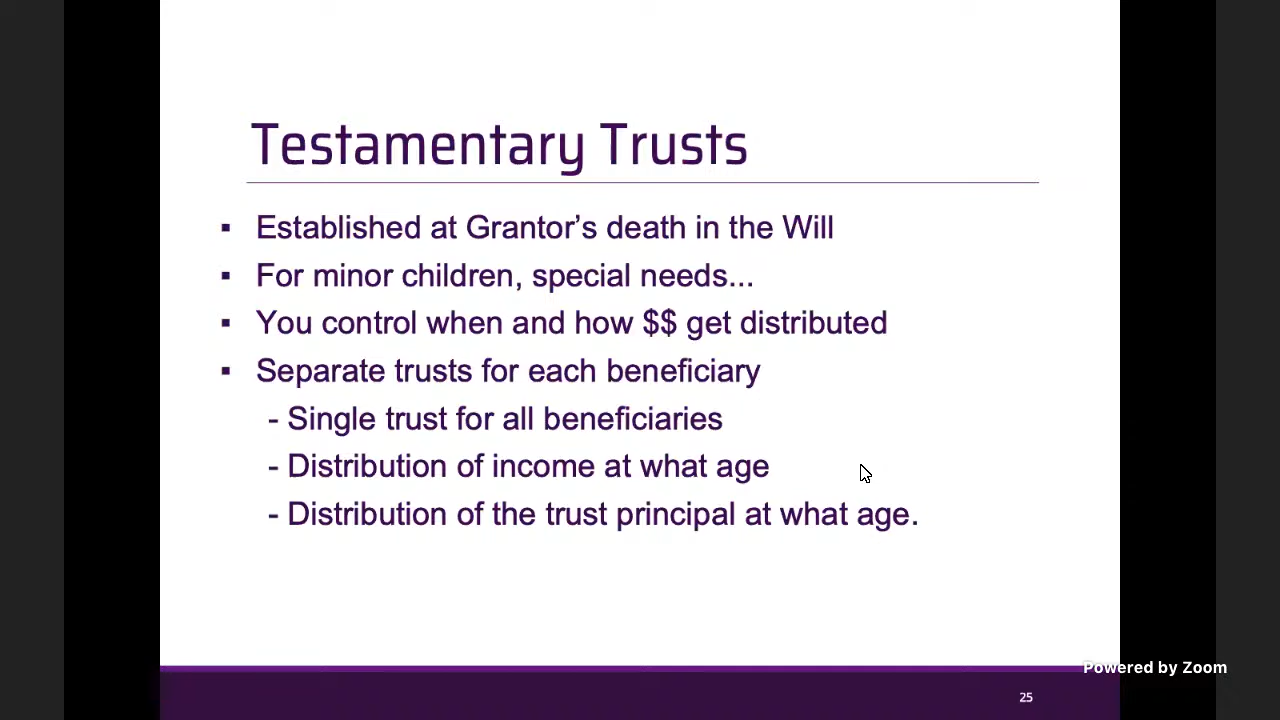 Testamentary Trusts
▪ Established at Grantor’s death in the Will
▪ For minor children, special needs...
▪ You control when and how $$ get distributed
▪ Separate trusts for each beneficiary
- Single trust for all beneficiaries
- Distribution of income at what age
- Distribution of the trust principal at what age.
Powered by Zoom
25